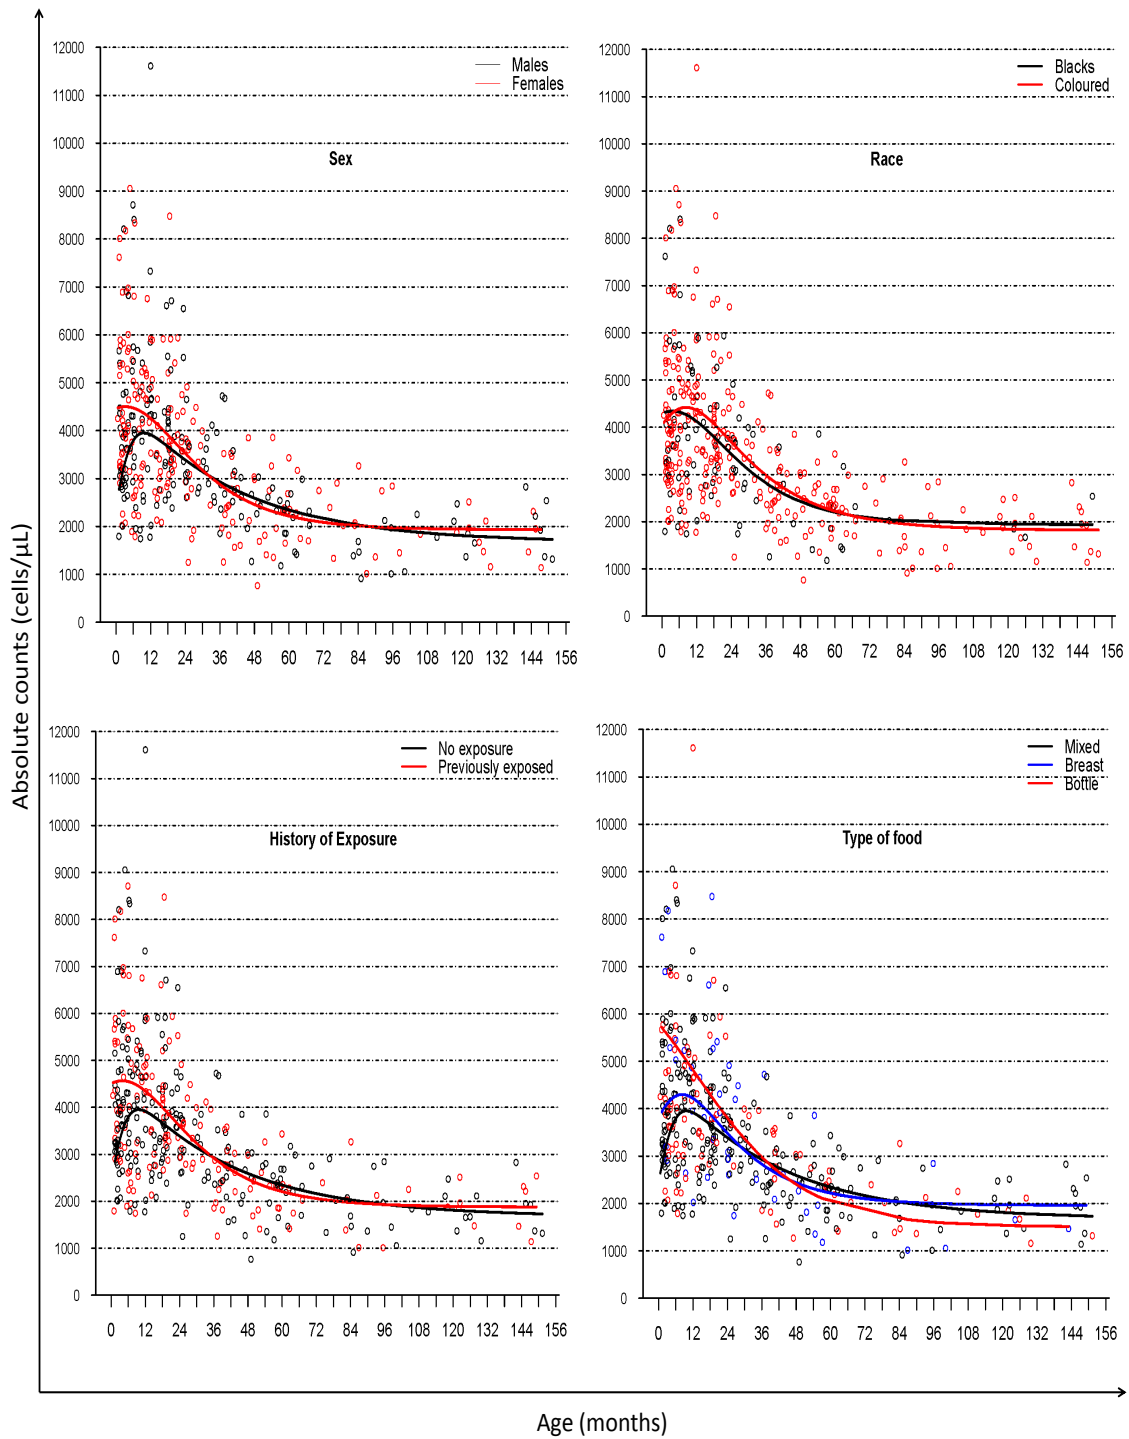 Absolute counts (cells/µL)
12000
11000
10000
9000
8000
7000
6000
5000
4000
3000
2000
1000
0
Males
Females
Sex
0 12 24 36 48 60 72 84 96 108 120 132 144 156
12000
11000
10000
9000
8000
7000
6000
5000
4000
3000
2000
1000
0
Blacks
Coloured
Race
0 12 24 36 48 60 72 84 96 108 120 132 144 156
12000
11000
10000
9000
8000
7000
6000
5000
4000
3000
2000
1000
0
No exposure
Previously exposed
History of Exposure
0 12 24 36 48 60 72 84 96 108 120 132 144 156
12000
11000
10000
9000
8000
7000
6000
5000
4000
3000
2000
1000
0
Mixed
Breast
Bottle
Type of food
0 12 24 36 48 60 72 84 96 108 120 132 144 156
Age (months)